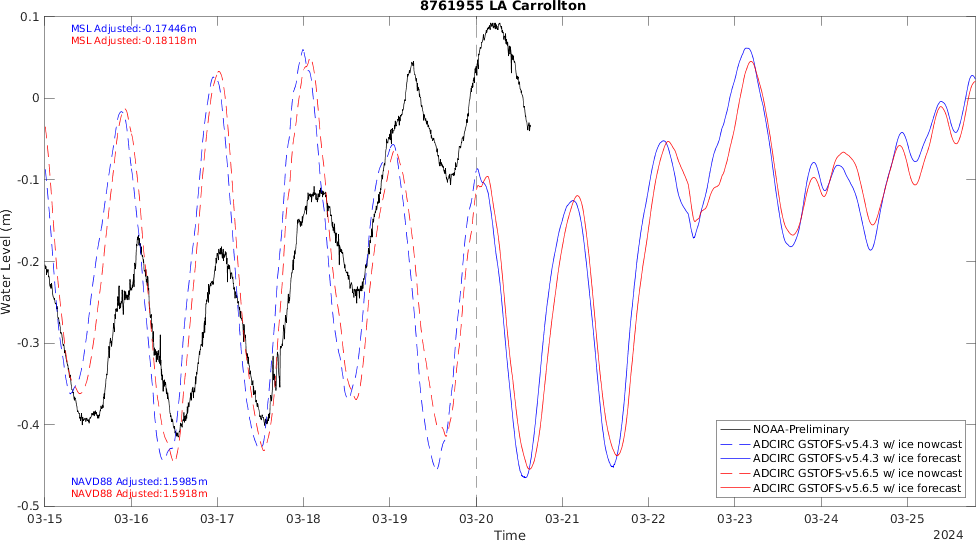 8761955 LA Carrollton
MSL Adjusted:-0.17446m
MSL Adjusted:-0.18118m
0.1
0
-0.1
-0.2
-0.3
-0.4
-0.5
Water Level (m)
NAVD88 Adjusted:1.5985m
NAVD88 Adjusted:1.5918m
NOAA-Preliminary
ADCIRC GSTOFS-v5.4.3 w/ ice nowcast
ADCIRC GSTOFS-v5.4.3 w/ ice forecast
ADCIRC GSTOFS-v5.6.5 w/ ice nowcast
ADCIRC GSTOFS-v5.6.5 w/ ice forecast
03-15 03-16 03-17 03-18 03-19 03-20 03-21 03-22 03-23 03-24 03-25
Time
2024